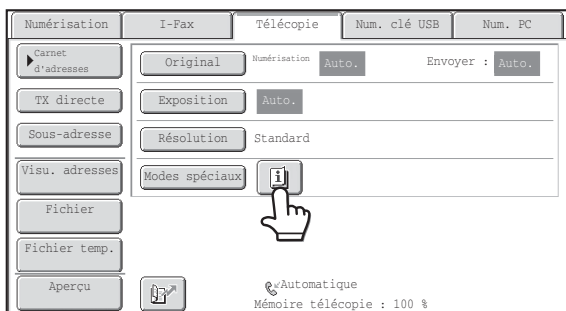 Numérisation
I-Fax
Télécopie
Num. clé USB
Num. PC
Carnet
d'adresses
Original
Numérisation
Auto.
Envoyer : Auto.
TX directe
Exposition
Auto.
Sous-adresse
Résolution
Standard
Visu. adresses
Modes spéciaux
Fichier
Fichier temp.
Aperçu
Automatique
Mémoire télécopie : 100 %